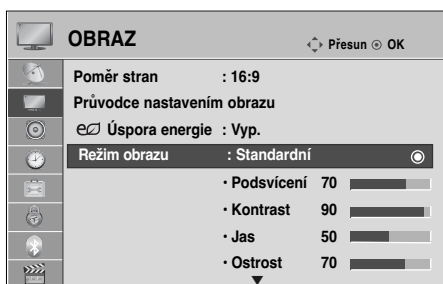 OBRAZ Přesun OK
Poměr stran : 16:9
Průvodce nastavením obrazu
Úspora energie : Vyp.
Režim obrazu : Standardní
· Podsvícení 70
· Kontrast 90
· Jas 50
· Ostrost 70